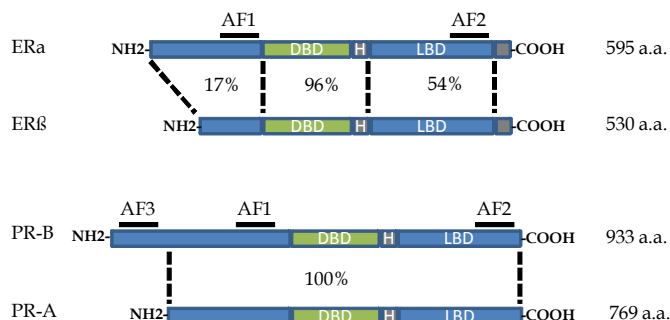 AF1 AF2
ERa NH2- DBD H LBD -COOH 595 a.a.
17% 96% 54%
ERß NH2- DBD H LBD -COOH 530 a.a.
AF3 AF1 AF2
PR-B NH2- DBD H LBD -COOH 933 a.a.
100%
PR-A NH2- DBD H LBD -COOH 769 a.a.